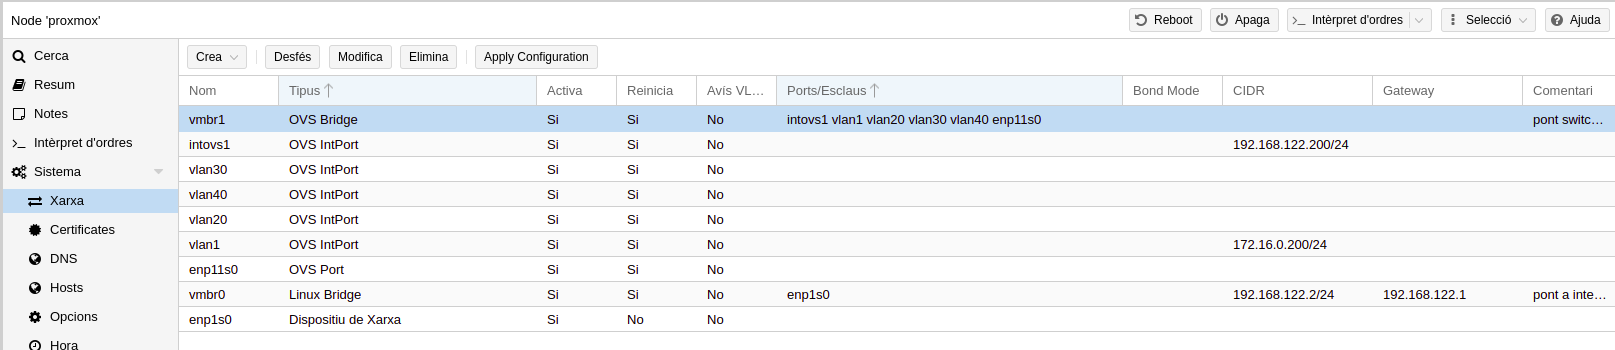 Node 'proxmox' Reboot Apaga Intèrpret d'ordres Selecció Ajuda
Cerca
Resum
Notes
Intèrpret d'ordres
Sistema
Xarxa
Certificates
DNS
Hosts
Opcions
Hora
Crea Desfés Modifica Elimina Apply Configuration
Nom Tipus Activa Reinicia Avís VL... Ports/Esclaus Bond Mode CIDR Gateway Comentari
vmbr1 OVS Bridge Si Si No intovs1 vlan1 vlan20 vlan30 vlan40 enp11s0 pont switc...
intovs1 OVS IntPort Si Si No 192.168.122.200/24
vlan30 OVS IntPort Si Si No
vlan40 OVS IntPort Si Si No
vlan20 OVS IntPort Si Si No
vlan1 OVS IntPort Si Si No 172.16.0.200/24
enp11s0 OVS Port Si Si No
vmbr0 Linux Bridge Si Si No enp1s0 192.168.122.2/24 192.168.122.1 pont a inte...
enp1s0 Dispositiu de Xarxa Si No No